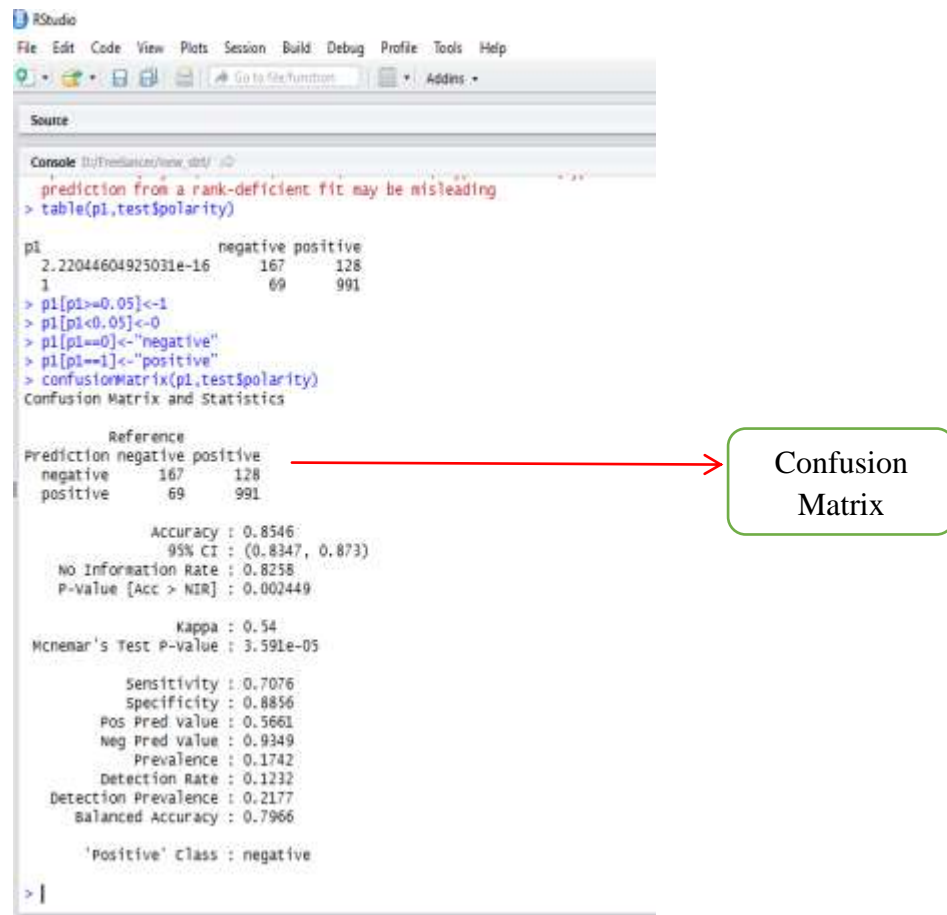 RStudio
File Edit Code View Plots Session Build Debug Profile Tools Help
Go to file/function Addins
Source
Console D:/Freelancer/
prediction from a rank-deficient fit may be misleading
> table(p1,test$polarity)
p1 negative positive
2.22044604925031e-16 167 128
1 69 991
> p1[p1>=0.05]<-1
> p1[p1<0.05]<-0
> p1[p1==0]<-"negative"
> p1[p1==1]<-"positive"
> confusionMatrix(p1,test$polarity)
Confusion Matrix and Statistics
Reference
Prediction negative positive
negative 167 128
positive 69 991
Accuracy : 0.8546
95% CI : (0.8347, 0.873)
No Information Rate : 0.8258
P-Value [Acc > NIR] : 0.002449
Kappa : 0.54
Mcnemar's Test P-Value : 3.591e-05
Sensitivity : 0.7076
Specificity : 0.8856
Pos Pred Value : 0.5661
Neg Pred Value : 0.9349
Prevalence : 0.1742
Detection Rate : 0.1232
Detection Prevalence : 0.2177
Balanced Accuracy : 0.7966
'Positive' Class : negative
>
Confusion
Matrix